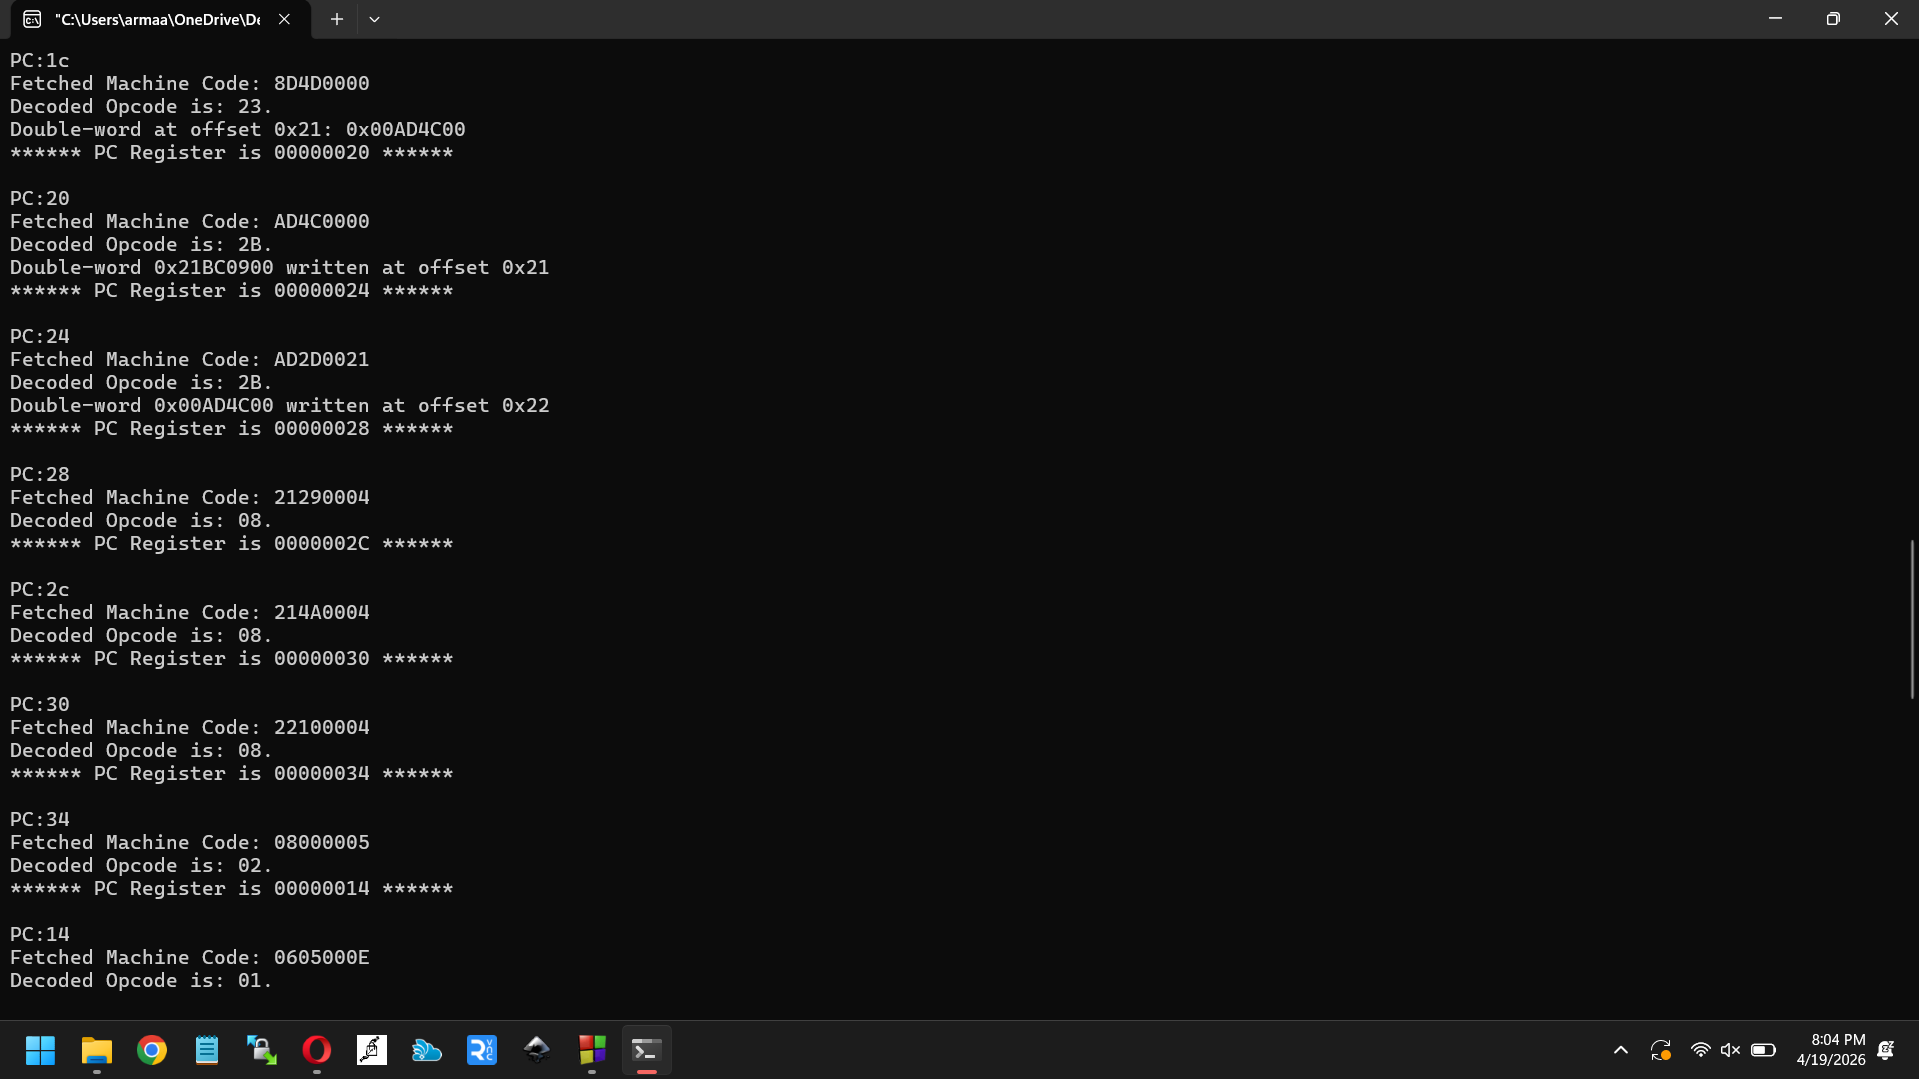 "C:\Users\armaa\OneDrive\De
PC:1c
Fetched Machine Code: 8D4D0000
Decoded Opcode is: 23.
Double-word at offset 0x21: 0x00AD4C00
****** PC Register is 00000020 ******
PC:20
Fetched Machine Code: AD4C0000
Decoded Opcode is: 2B.
Double-word 0x21BC0900 written at offset 0x21
****** PC Register is 00000024 ******
PC:24
Fetched Machine Code: AD2D0021
Decoded Opcode is: 2B.
Double-word 0x00AD4C00 written at offset 0x22
****** PC Register is 00000028 ******
PC:28
Fetched Machine Code: 21290004
Decoded Opcode is: 08.
****** PC Register is 0000002C ******
PC:2c
Fetched Machine Code: 214A0004
Decoded Opcode is: 08.
****** PC Register is 00000030 ******
PC:30
Fetched Machine Code: 22100004
Decoded Opcode is: 08.
****** PC Register is 00000034 ******
PC:34
Fetched Machine Code: 08000005
Decoded Opcode is: 02.
****** PC Register is 00000014 ******
PC:14
Fetched Machine Code: 0605000E
Decoded Opcode is: 01.
8:04 PM
4/19/2026